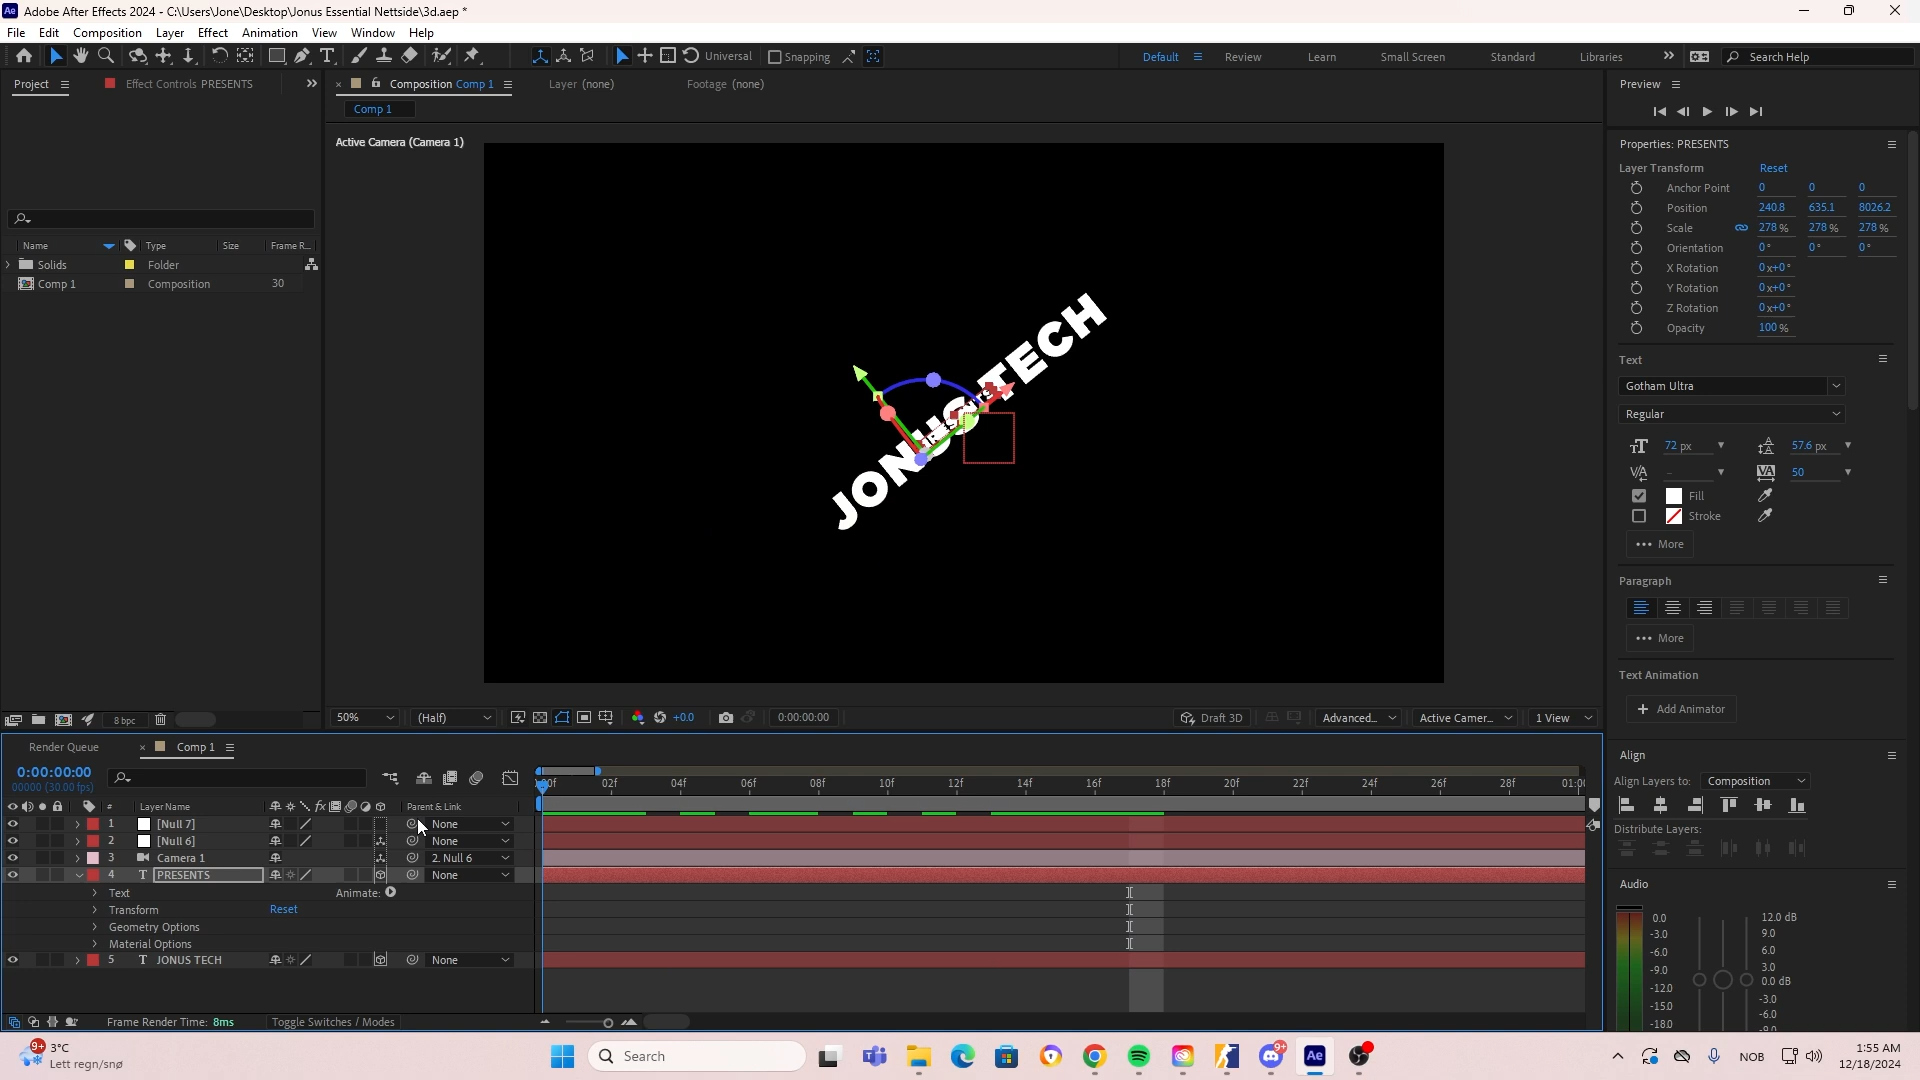 Adobe After Effects 2024 - C:\Users\Jone\Desktop\Jonus Essential Nettside\3d.aep *
File Edit Composition Layer Effect Animation View Window Help
Universal Snapping Default Review Learn Small Screen Standard Libraries Search Help
Project Effect Controls PRESENTS Composition Comp 1 Layer (none) Footage (none) Preview
Comp 1
Active Camera (Camera 1)
JONUS TECH
Name Type Size Frame R...
Solids Folder
Comp 1 Composition 30
8 bpc
50% (Half) +0.0 0:00:00:00 Draft 3D Advanced... Active Camer... 1 View
Properties: PRESENTS
Layer Transform Reset
Anchor Point 0 0 0
Position 240.8 635.1 8026.2
Scale 278 % 278 % 278 %
Orientation 0° 0° 0°
X Rotation 0x+0°
Y Rotation 0x+0°
Z Rotation 0x+0°
Opacity 100 %
Text
Gotham Ultra
Regular
72 px 57.6 px
50
Fill
Stroke
More
Paragraph
More
Text Animation
Add Animator
Align
Align Layers to: Composition
Distribute Layers:
Audio
0.0 12.0 dB
-3.0 9.0
-6.0 6.0
-9.0 3.0
-12.0 0.0 dB
-15.0 -3.0
-18.0 -6.0
Render Queue Comp 1
0:00:00:00
00000 (30.00 fps)
02f 04f 06f 08f 10f 12f 14f 16f 18f 20f 22f 24f 26f 28f
# Layer Name fx Parent & Link
1 [Null 7] None
2 [Null 6] None
3 Camera 1 2. Null 6
4 T PRESENTS None
Text Animate:
Transform Reset
Geometry Options
Material Options
5 T JONUS TECH None
Frame Render Time: 8ms Toggle Switches / Modes
9+ 3°C
Lett regn/snø
Search
9+
NOB
1:55 AM
12/18/2024